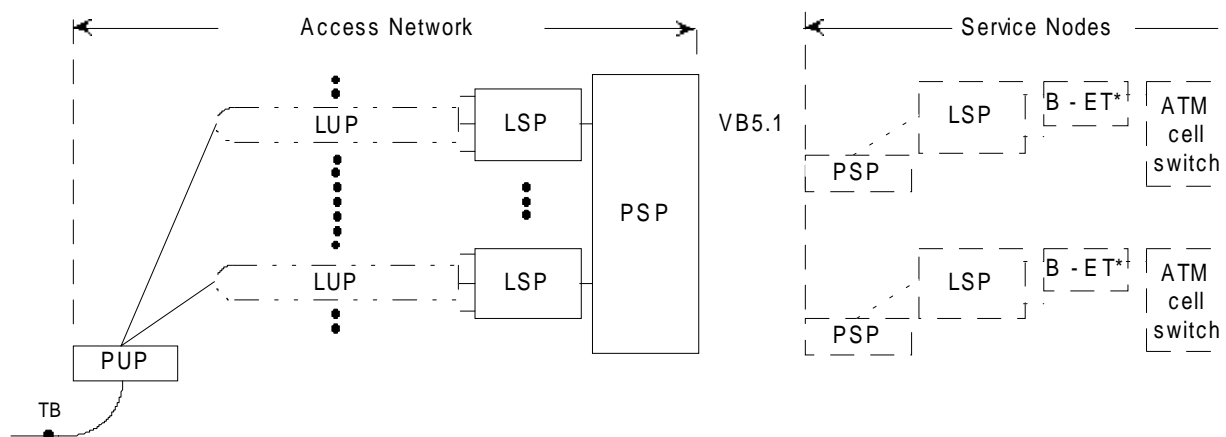 Access Network
Service Nodes
LUP
LSP
VB5.1
LSP
B - ET*
ATM
cell
switch
PSP
PSP
LUP
LSP
LSP
B - ET*
ATM
cell
switch
PSP
PUP
TB